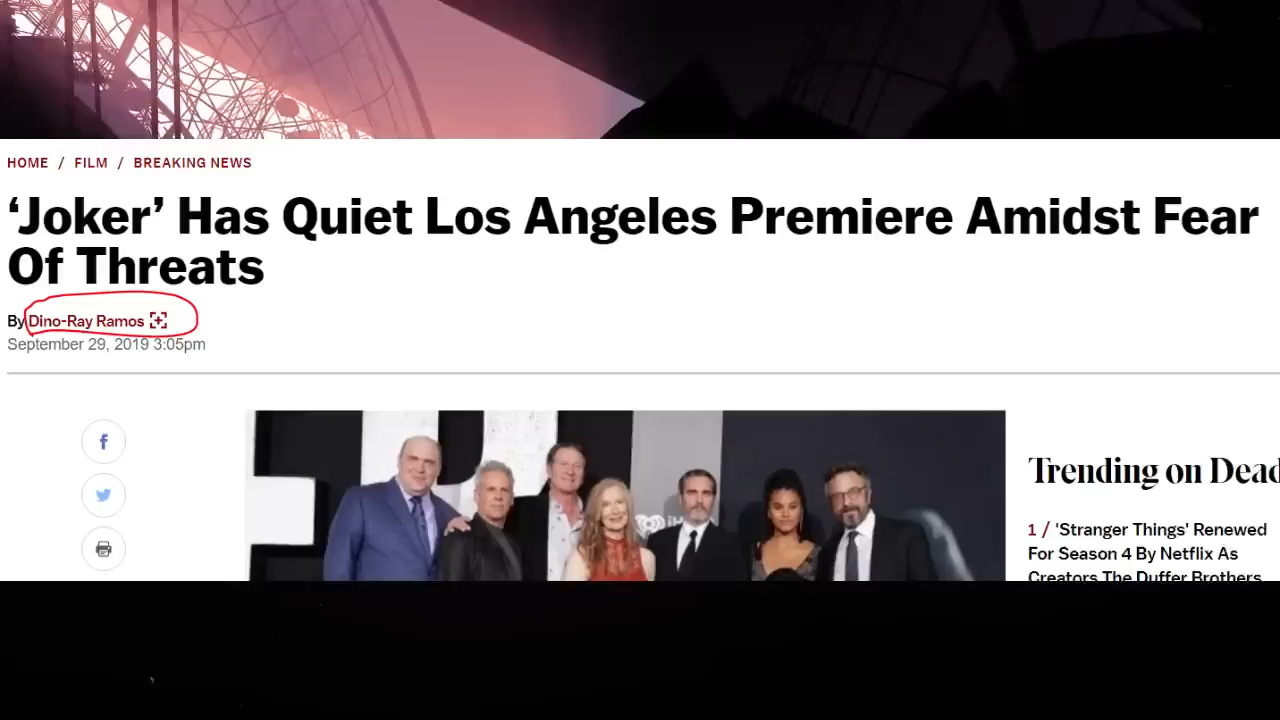 HOME / FILM / BREAKING NEWS
‘Joker’ Has Quiet Los Angeles Premiere Amidst Fear
Of Threats
By Dino-Ray Ramos
September 29, 2019 3:05pm
Trending on Dead
1 / 'Stranger Things' Renewed
For Season 4 By Netflix As
Creators The Duffer Brothers